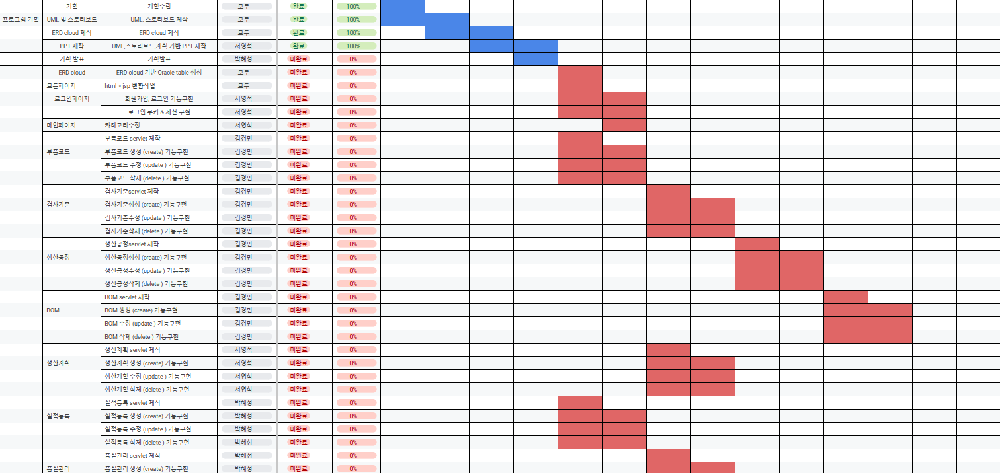 기획 계획수립 모두 완료 100%
프로그램 기획 UML 및 스토리보드 UML, 스토리보드 제작 모두 완료 100%
ERD cloud 제작 ERD cloud 제작 모두 완료 100%
PPT 제작 UML,스토리보드,계획 기반 PPT 제작 서영석 완료 100%
기획 발표 기획발표 박혜성 미완료 0%
ERD cloud ERD cloud 기반 Oracle table 생성 모두 미완료 0%
모든페이지 html > jsp 변환작업 모두 미완료 0%
로그인페이지 회원가입, 로그인 기능구현 서영석 미완료 0%
로그인 쿠키 & 세션 구현 서영석 미완료 0%
메인페이지 카테고리수정 서영석 미완료 0%
부품코드 servlet 제작 김경민 미완료 0%
부품코드 부품코드 생성 (create) 기능구현 김경민 미완료 0%
부품코드 수정 (update ) 기능구현 김경민 미완료 0%
부품코드 삭제 (delete ) 기능구현 김경민 미완료 0%
검사기준servlet 제작 김경민 미완료 0%
검사기준 검사기준생성 (create) 기능구현 김경민 미완료 0%
검사기준수정 (update ) 기능구현 김경민 미완료 0%
검사기준삭제 (delete ) 기능구현 김경민 미완료 0%
생산공정servlet 제작 김경민 미완료 0%
생산공정 생산공정생성 (create) 기능구현 김경민 미완료 0%
생산공정수정 (update ) 기능구현 김경민 미완료 0%
생산공정삭제 (delete ) 기능구현 김경민 미완료 0%
BOM servlet 제작 김경민 미완료 0%
BOM BOM 생성 (create) 기능구현 김경민 미완료 0%
BOM 수정 (update ) 기능구현 김경민 미완료 0%
BOM 삭제 (delete ) 기능구현 김경민 미완료 0%
생산계획 servlet 제작 서영석 미완료 0%
생산계획 생산계획 생성 (create) 기능구현 서영석 미완료 0%
생산계획 수정 (update ) 기능구현 서영석 미완료 0%
생산계획 삭제 (delete ) 기능구현 서영석 미완료 0%
실적등록 servlet 제작 박혜성 미완료 0%
실적등록 실적등록 생성 (create) 기능구현 박혜성 미완료 0%
실적등록 수정 (update ) 기능구현 박혜성 미완료 0%
실적등록 삭제 (delete ) 기능구현 박혜성 미완료 0%
품질관리 servlet 제작 박혜성 미완료 0%
품질관리 품질관리 생성 (create) 기능구현 박혜성 미완료 0%